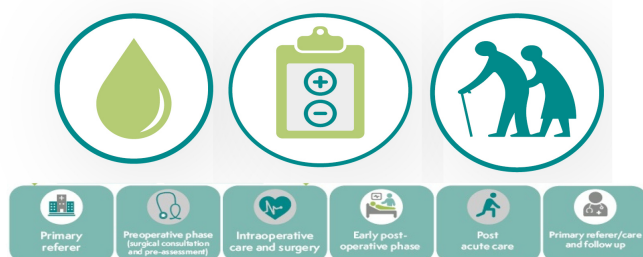 Primary
referer
Preoperative phase
(surgical consultation
and pre-assessment)
Intraoperative
care and surgery
Early post-
operative phase
Post
acute care
Primary referer/care
and follow up